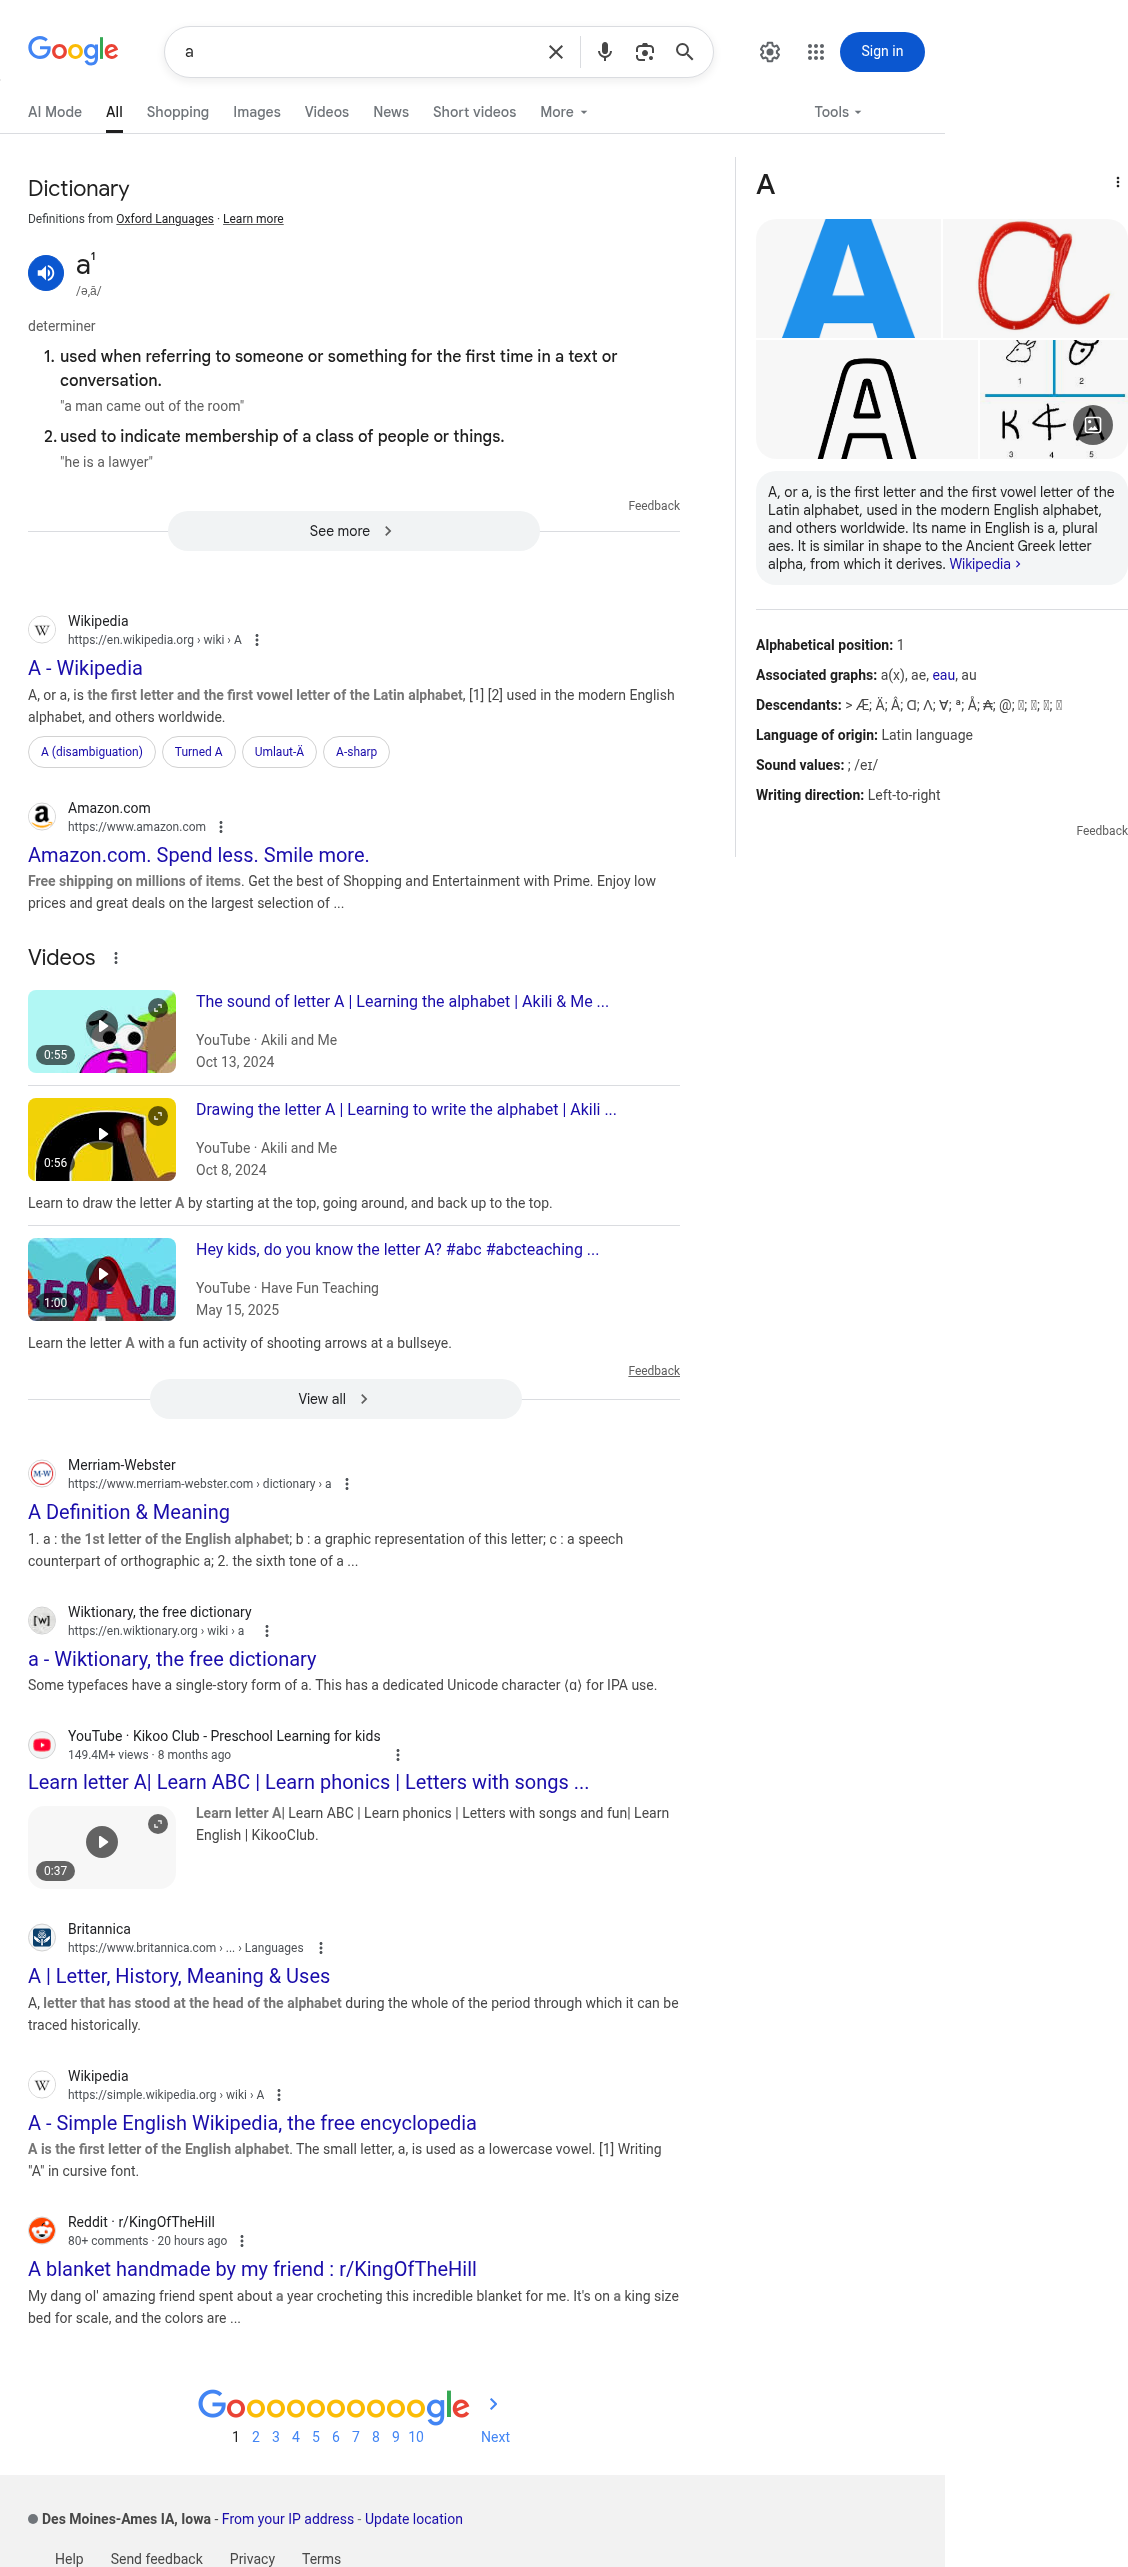 Google
a
Sign in
AI Mode
All
Shopping
Images
Videos
News
Short videos
More
Tools
Dictionary
Definitions from Oxford Languages · Learn more
a¹
/ə,ā/
determiner
1. used when referring to someone or something for the first time in a text or
conversation.
"a man came out of the room"
2. used to indicate membership of a class of people or things.
"he is a lawyer"
Feedback
See more
Wikipedia
https://en.wikipedia.org › wiki › A
A - Wikipedia
A, or a, is the first letter and the first vowel letter of the Latin alphabet, [1] [2] used in the modern English
alphabet, and others worldwide.
A (disambiguation)
Turned A
Umlaut-Ä
A-sharp
Amazon.com
https://www.amazon.com
Amazon.com. Spend less. Smile more.
Free shipping on millions of items. Get the best of Shopping and Entertainment with Prime. Enjoy low
prices and great deals on the largest selection of ...
Videos
0:55
The sound of letter A | Learning the alphabet | Akili & Me ...
YouTube · Akili and Me
Oct 13, 2024
0:56
Drawing the letter A | Learning to write the alphabet | Akili ...
YouTube · Akili and Me
Oct 8, 2024
Learn to draw the letter A by starting at the top, going around, and back up to the top.
REAT JO
1:00
Hey kids, do you know the letter A? #abc #abcteaching ...
YouTube · Have Fun Teaching
May 15, 2025
Learn the letter A with a fun activity of shooting arrows at a bullseye.
Feedback
View all
M-W
Merriam-Webster
https://www.merriam-webster.com › dictionary › a
A Definition & Meaning
1. a : the 1st letter of the English alphabet; b : a graphic representation of this letter; c : a speech
counterpart of orthographic a; 2. the sixth tone of a ...
[w]
Wiktionary, the free dictionary
https://en.wiktionary.org › wiki › a
a - Wiktionary, the free dictionary
Some typefaces have a single-story form of a. This has a dedicated Unicode character ⟨ɑ⟩ for IPA use.
YouTube · Kikoo Club - Preschool Learning for kids
149.4M+ views · 8 months ago
Learn letter A| Learn ABC | Learn phonics | Letters with songs ...
0:37
Learn letter A| Learn ABC | Learn phonics | Letters with songs and fun| Learn
English | KikooClub.
Britannica
https://www.britannica.com › ... › Languages
A | Letter, History, Meaning & Uses
A, letter that has stood at the head of the alphabet during the whole of the period through which it can be
traced historically.
W
Wikipedia
https://simple.wikipedia.org › wiki › A
A - Simple English Wikipedia, the free encyclopedia
A is the first letter of the English alphabet. The small letter, a, is used as a lowercase vowel. [1] Writing
"A" in cursive font.
Reddit · r/KingOfTheHill
80+ comments · 20 hours ago
A blanket handmade by my friend : r/KingOfTheHill
My dang ol' amazing friend spent about a year crocheting this incredible blanket for me. It's on a king size
bed for scale, and the colors are ...
Goooooooooogle
1 2 3 4 5 6 7 8 9 10 Next
Des Moines-Ames IA, Iowa - From your IP address - Update location
Help
Send feedback
Privacy
Terms
A
A
a
A
1 2
3 4 5
A, or a, is the first letter and the first vowel letter of the
Latin alphabet, used in the modern English alphabet,
and others worldwide. Its name in English is a, plural
aes. It is similar in shape to the Ancient Greek letter
alpha, from which it derives. Wikipedia
Alphabetical position: 1
Associated graphs: a(x), ae, eau, au
Descendants: > Æ; Ä; Â; Ɑ; Λ; Ɐ; ª; Å; ₳; @;
Language of origin: Latin language
Sound values: ; /eɪ/
Writing direction: Left-to-right
Feedback